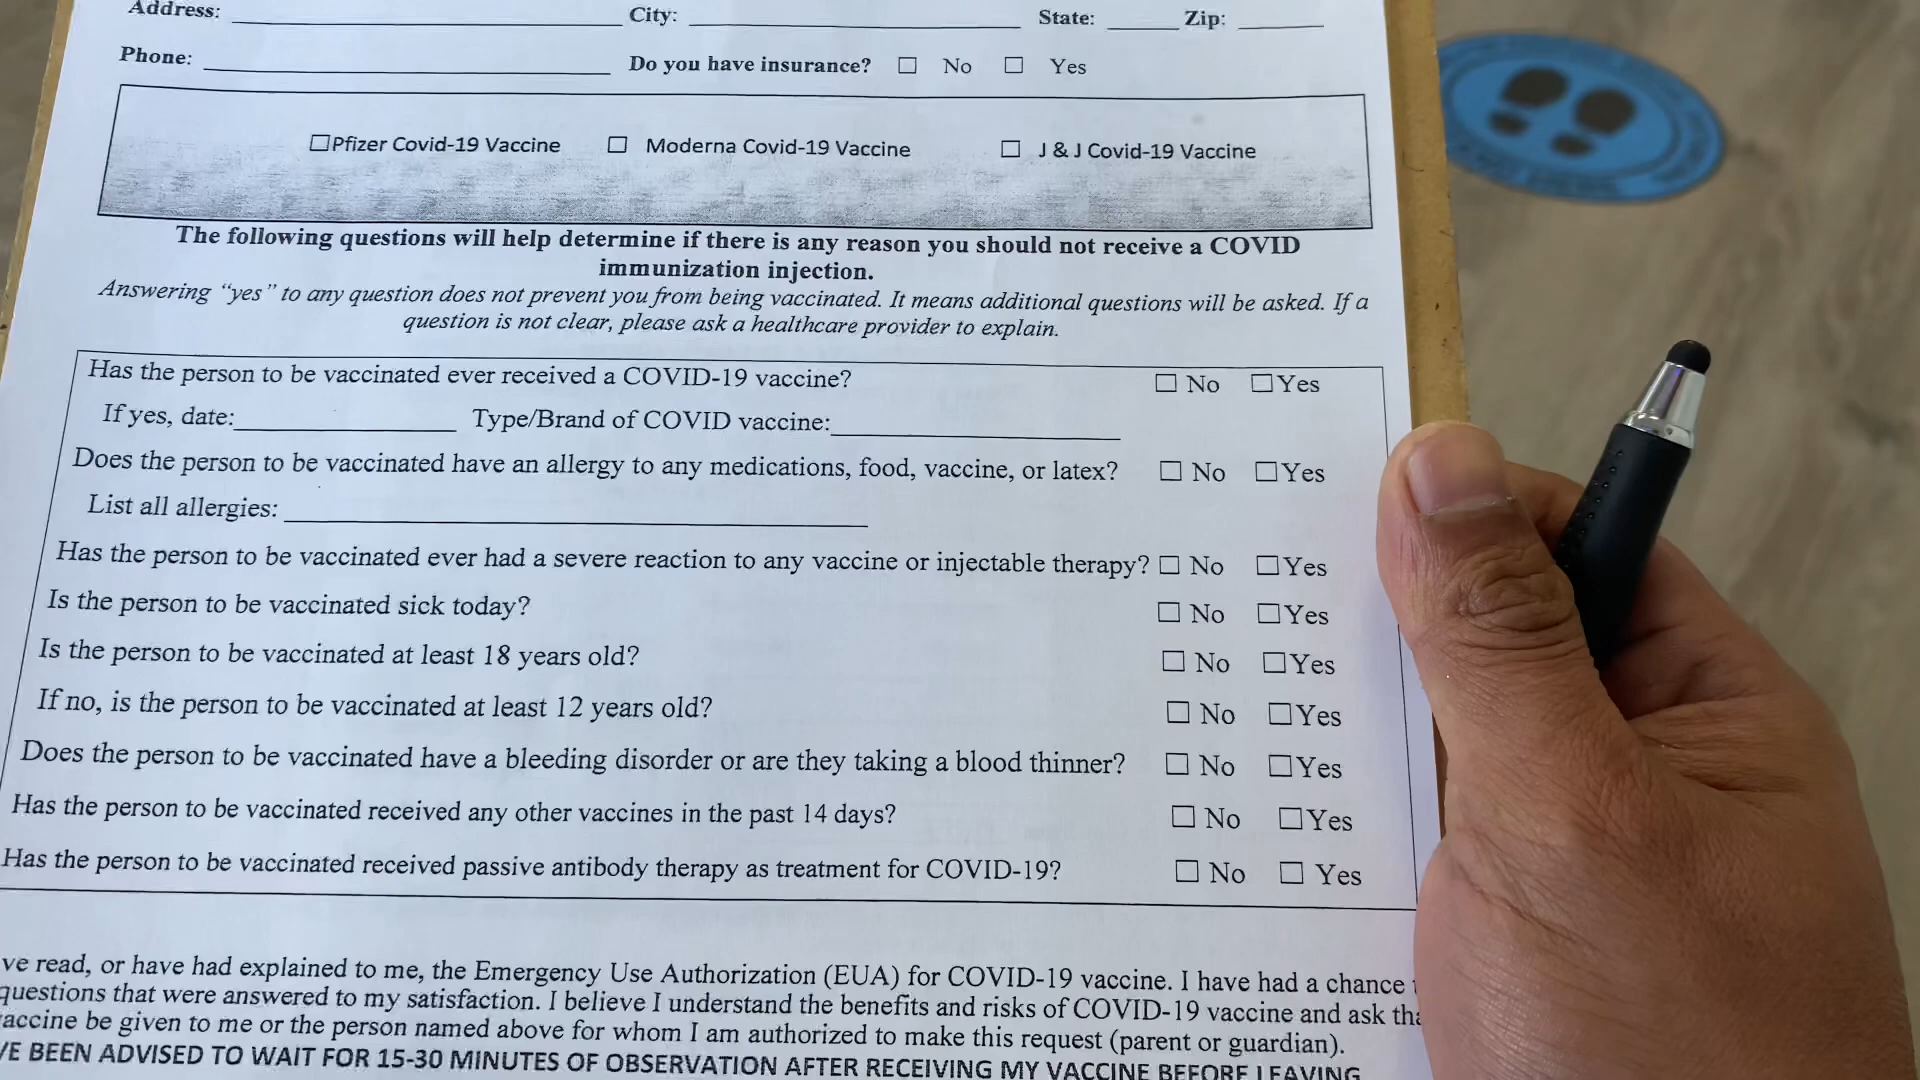 Address: City: State: Zip:
Phone: Do you have insurance? ☐ No ☐ Yes
☐Pfizer Covid-19 Vaccine ☐ Moderna Covid-19 Vaccine ☐ J & J Covid-19 Vaccine
The following questions will help determine if there is any reason you should not receive a COVID
immunization injection.
Answering “yes” to any question does not prevent you from being vaccinated. It means additional questions will be asked. If a
question is not clear, please ask a healthcare provider to explain.
Has the person to be vaccinated ever received a COVID-19 vaccine? ☐ No ☐Yes
If yes, date: Type/Brand of COVID vaccine:
Does the person to be vaccinated have an allergy to any medications, food, vaccine, or latex? ☐ No ☐Yes
List all allergies:
Has the person to be vaccinated ever had a severe reaction to any vaccine or injectable therapy? ☐ No ☐Yes
Is the person to be vaccinated sick today? ☐ No ☐Yes
Is the person to be vaccinated at least 18 years old? ☐ No ☐Yes
If no, is the person to be vaccinated at least 12 years old? ☐ No ☐Yes
Does the person to be vaccinated have a bleeding disorder or are they taking a blood thinner? ☐ No ☐Yes
Has the person to be vaccinated received any other vaccines in the past 14 days? ☐ No ☐Yes
Has the person to be vaccinated received passive antibody therapy as treatment for COVID-19? ☐ No ☐ Yes
ve read, or have had explained to me, the Emergency Use Authorization (EUA) for COVID-19 vaccine. I have had a chance
questions that were answered to my satisfaction. I believe I understand the benefits and risks of COVID-19 vaccine and ask tha
accine be given to me or the person named above for whom I am authorized to make this request (parent or guardian).
VE BEEN ADVISED TO WAIT FOR 15-30 MINUTES OF OBSERVATION AFTER RECEIVING MY VACCINE BEFORE LEAVING